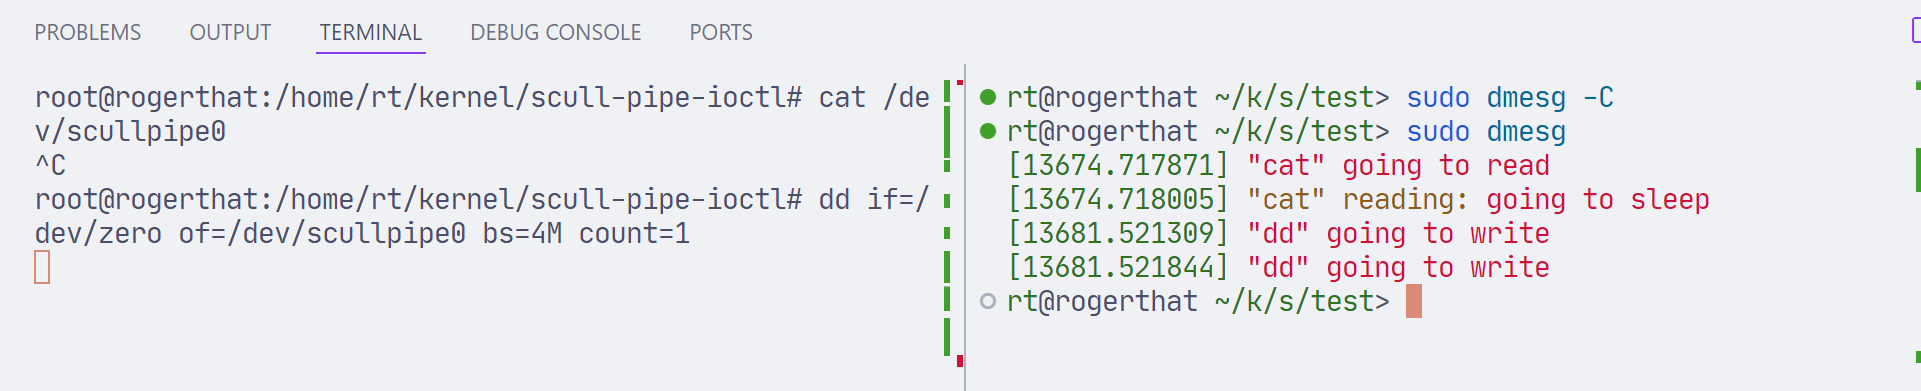 PROBLEMS OUTPUT TERMINAL DEBUG CONSOLE PORTS
root@rogerthat:/home/rt/kernel/scull-pipe-ioctl# cat /de
v/scullpipe0
^C
root@rogerthat:/home/rt/kernel/scull-pipe-ioctl# dd if=/
dev/zero of=/dev/scullpipe0 bs=4M count=1
rt@rogerthat ~/k/s/test> sudo dmesg -C
rt@rogerthat ~/k/s/test> sudo dmesg
[13674.717871] "cat" going to read
[13674.718005] "cat" reading: going to sleep
[13681.521309] "dd" going to write
[13681.521844] "dd" going to write
rt@rogerthat ~/k/s/test>